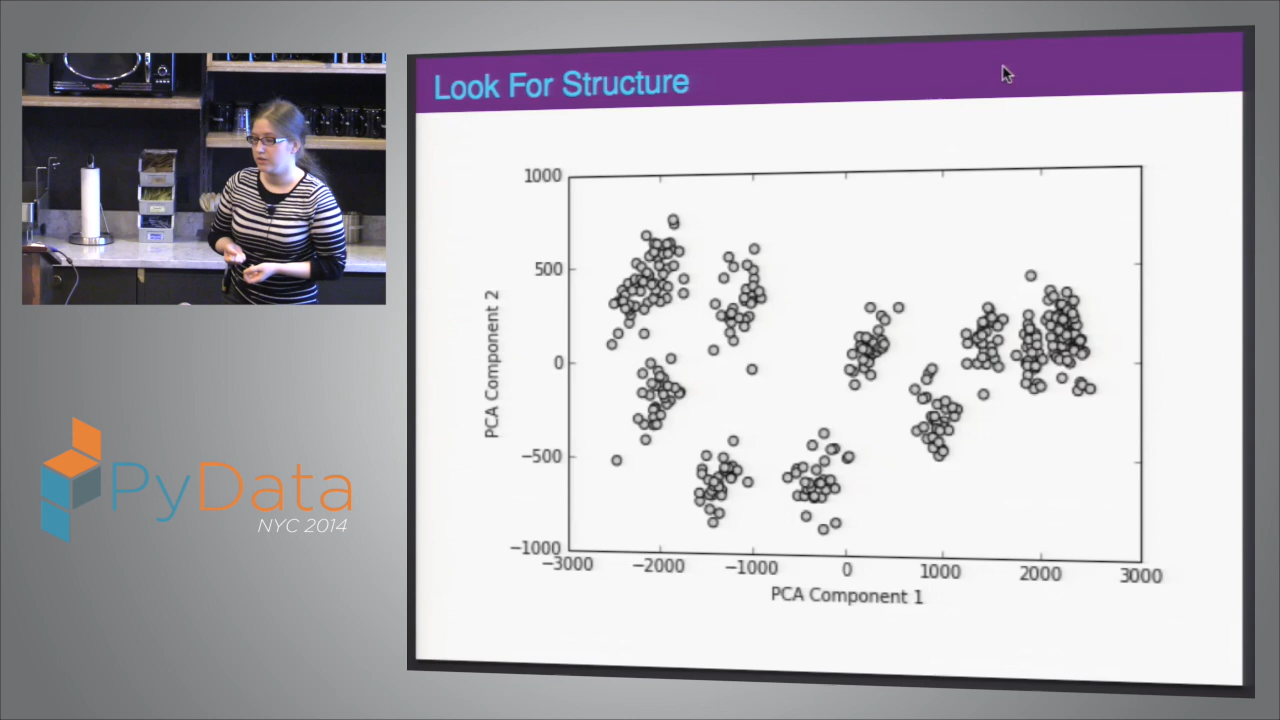 Look For Structure
1000
500
0
−500
−1000
PCA Component 2
−3000 −2000 −1000 0 1000 2000 3000
PCA Component 1
PyData
NYC 2014